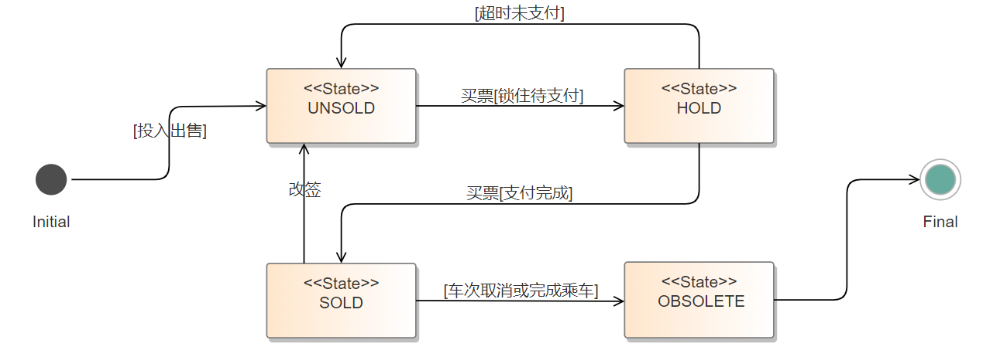 [超时未支付]
<<State>>
UNSOLD
买票[锁住待支付]
<<State>>
HOLD
[投入出售]
改签
买票[支付完成]
Initial
Final
<<State>>
SOLD
[车次取消或完成乘车]
<<State>>
OBSOLETE